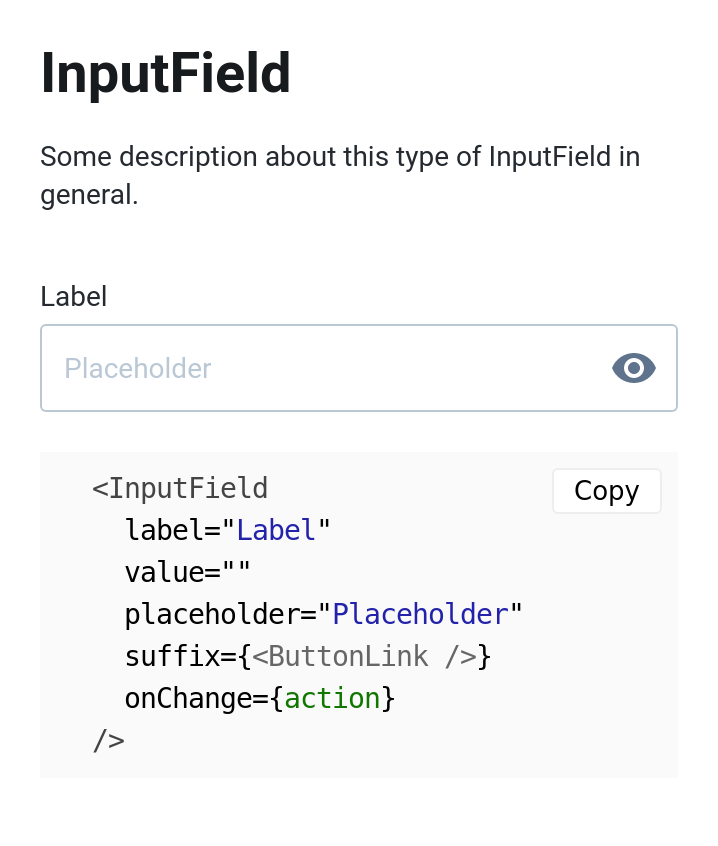 InputField
Some description about this type of InputField in
general.
Label
Placeholder
<InputField
Copy
label="Label"
value=""
placeholder="Placeholder"
suffix={<ButtonLink />}
onChange={action}
/>